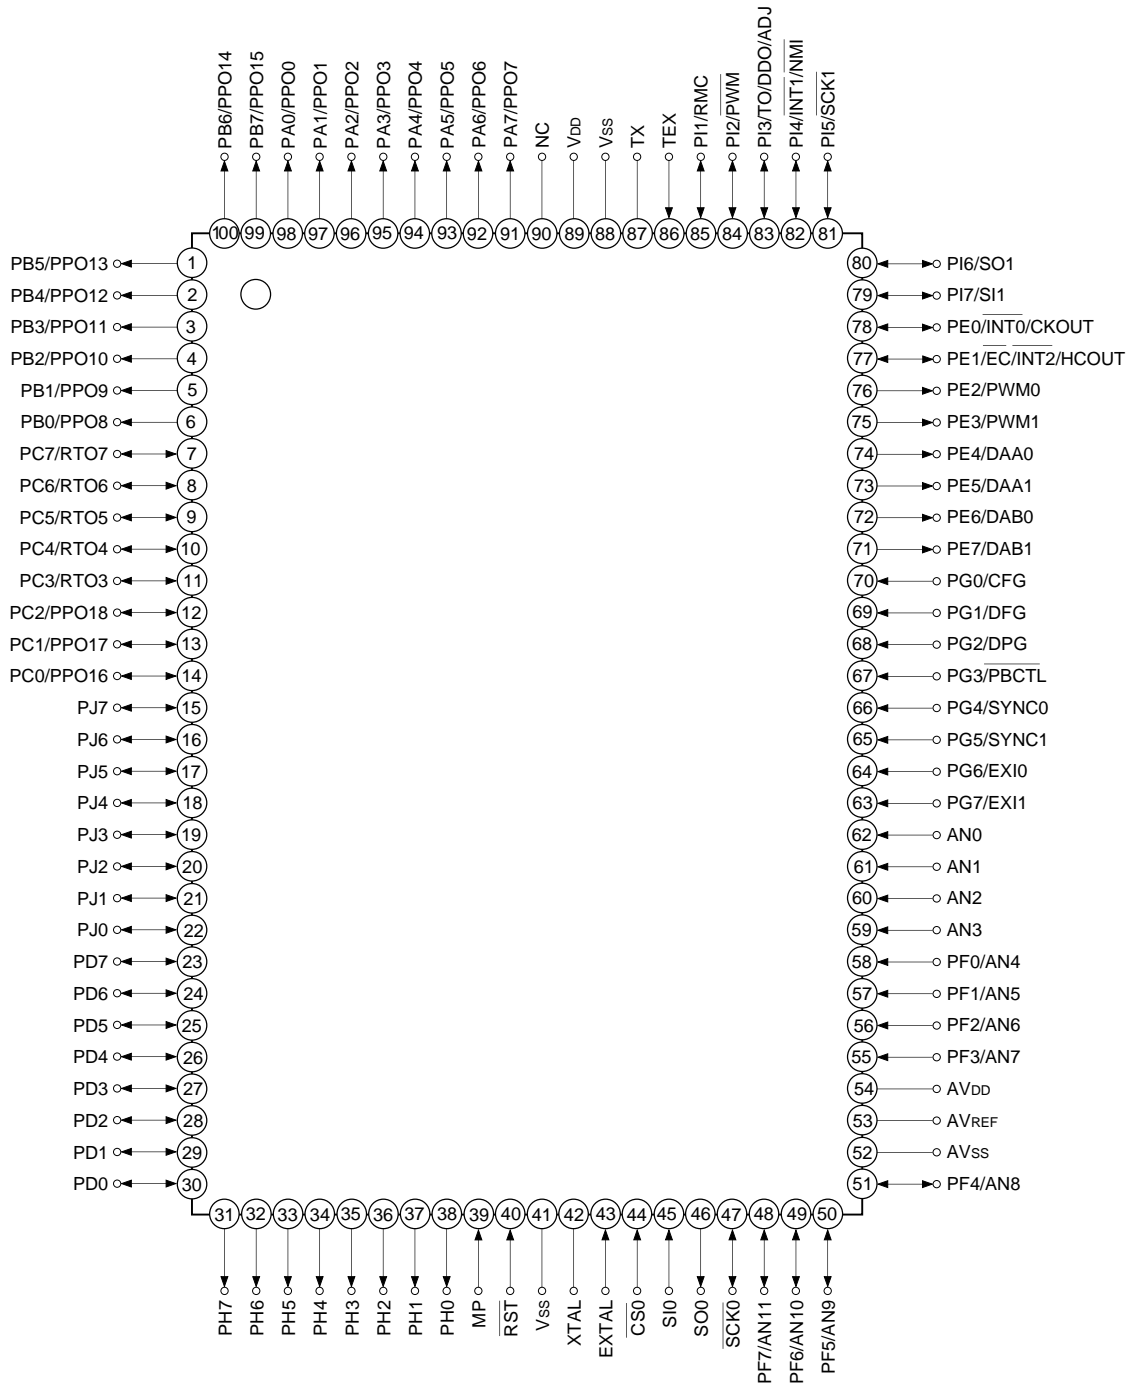 PB6/PPO14
PB7/PPO15
PA0/PPO0
PA1/PPO1
PA2/PPO2
PA3/PPO3
PA4/PPO4
PA5/PPO5
PA6/PPO6
PA7/PPO7
NC
VDD
VSS
TX
TEX
PI1/RMC
PI2/PWM
PI3/TO/DDO/ADJ
PI4/INT1/NMI
PI5/SCK1
100 99 98 97 96 95 94 93 92 91 90 89 88 87 86 85 84 83 82 81
PB5/PPO13 1 80 PI6/SO1
PB4/PPO12 2 79 PI7/SI1
PB3/PPO11 3 78 PE0/INT0/CKOUT
PB2/PPO10 4 77 PE1/EC/INT2/HCOUT
PB1/PPO9 5 76 PE2/PWM0
PB0/PPO8 6 75 PE3/PWM1
PC7/RTO7 7 74 PE4/DAA0
PC6/RTO6 8 73 PE5/DAA1
PC5/RTO5 9 72 PE6/DAB0
PC4/RTO4 10 71 PE7/DAB1
PC3/RTO3 11 70 PG0/CFG
PC2/PPO18 12 69 PG1/DFG
PC1/PPO17 13 68 PG2/DPG
PC0/PPO16 14 67 PG3/PBCTL
PJ7 15 66 PG4/SYNC0
PJ6 16 65 PG5/SYNC1
PJ5 17 64 PG6/EXI0
PJ4 18 63 PG7/EXI1
PJ3 19 62 AN0
PJ2 20 61 AN1
PJ1 21 60 AN2
PJ0 22 59 AN3
PD7 23 58 PF0/AN4
PD6 24 57 PF1/AN5
PD5 25 56 PF2/AN6
PD4 26 55 PF3/AN7
PD3 27 54 AVDD
PD2 28 53 AVREF
PD1 29 52 AVSS
PD0 30 51 PF4/AN8
31 32 33 34 35 36 37 38 39 40 41 42 43 44 45 46 47 48 49 50
PH7
PH6
PH5
PH4
PH3
PH2
PH1
PH0
MP
RST
VSS
XTAL
EXTAL
CS0
SI0
SO0
SCK0
PF7/AN11
PF6/AN10
PF5/AN9